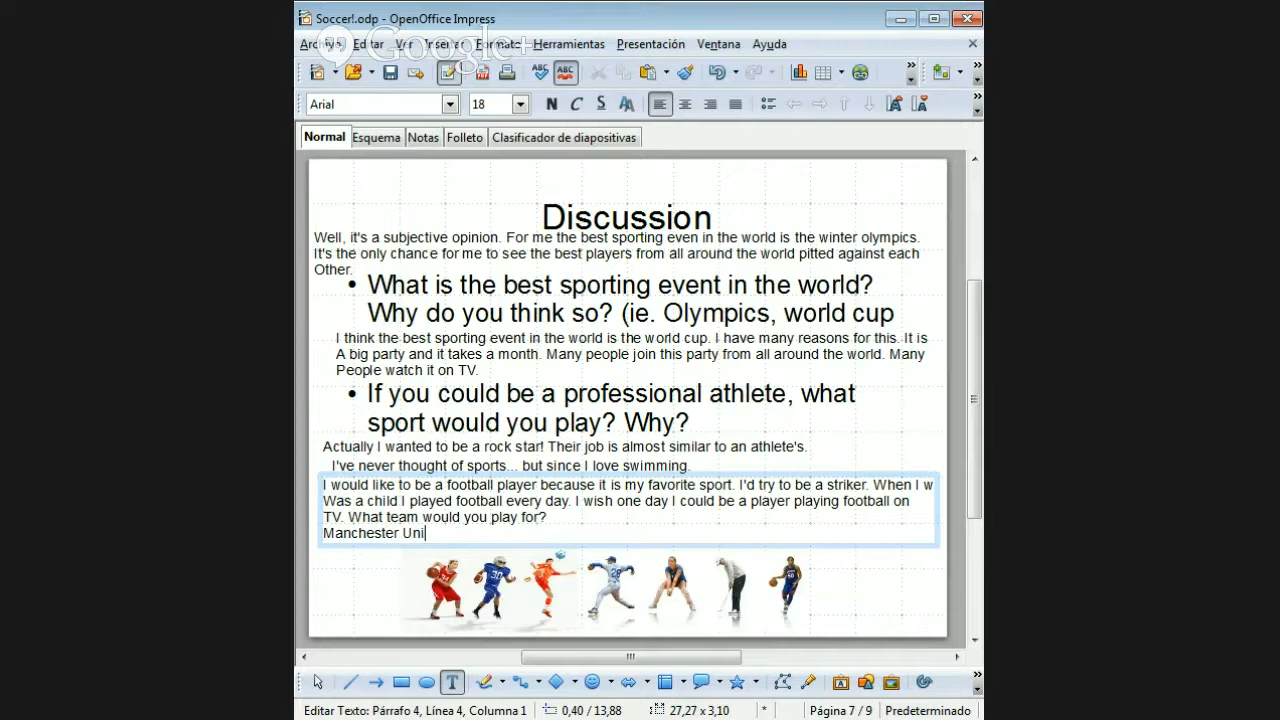 Soccer!.odp - OpenOffice Impress
Archivo Editar Ver Insertar Formato Herramientas Presentación Ventana Ayuda
Google+
Arial 18 N C S
Normal Esquema Notas Folleto Clasificador de diapositivas
Discussion
Well, it's a subjective opinion. For me the best sporting even in the world is the winter olympics.
It's the only chance for me to see the best players from all around the world pitted against each
Other.
• What is the best sporting event in the world?
Why do you think so? (ie. Olympics, world cup
I think the best sporting event in the world is the world cup. I have many reasons for this. It is
A big party and it takes a month. Many people join this party from all around the world. Many
People watch it on TV.
• If you could be a professional athlete, what
sport would you play? Why?
Actually I wanted to be a rock star! Their job is almost similar to an athlete's.
I've never thought of sports... but since I love swimming.
I would like to be a football player because it is my favorite sport. I'd try to be a striker. When I w
Was a child I played football every day. I wish one day I could be a player playing football on
TV. What team would you play for?
Manchester Uni
Editar Texto: Párrafo 4, Línea 4, Columna 1 0,40 / 13,88 27,27 x 3,10 * Página 7 / 9 Predeterminado